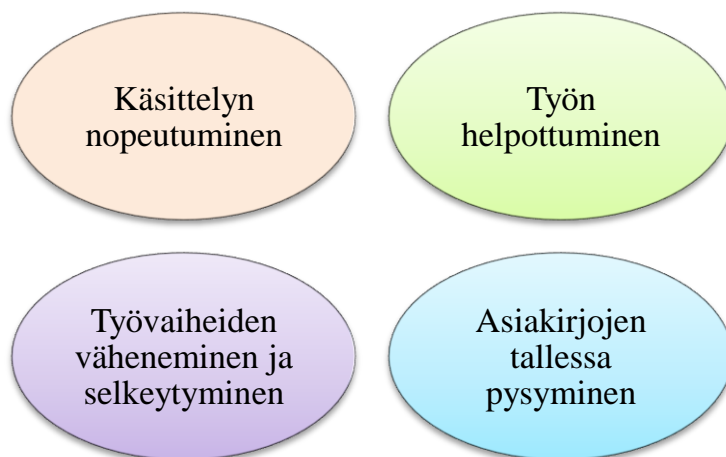 Käsittelyn
nopeutuminen
Työn
helpottuminen
Työvaiheiden
väheneminen ja
selkeytyminen
Asiakirjojen
tallessa
pysyminen